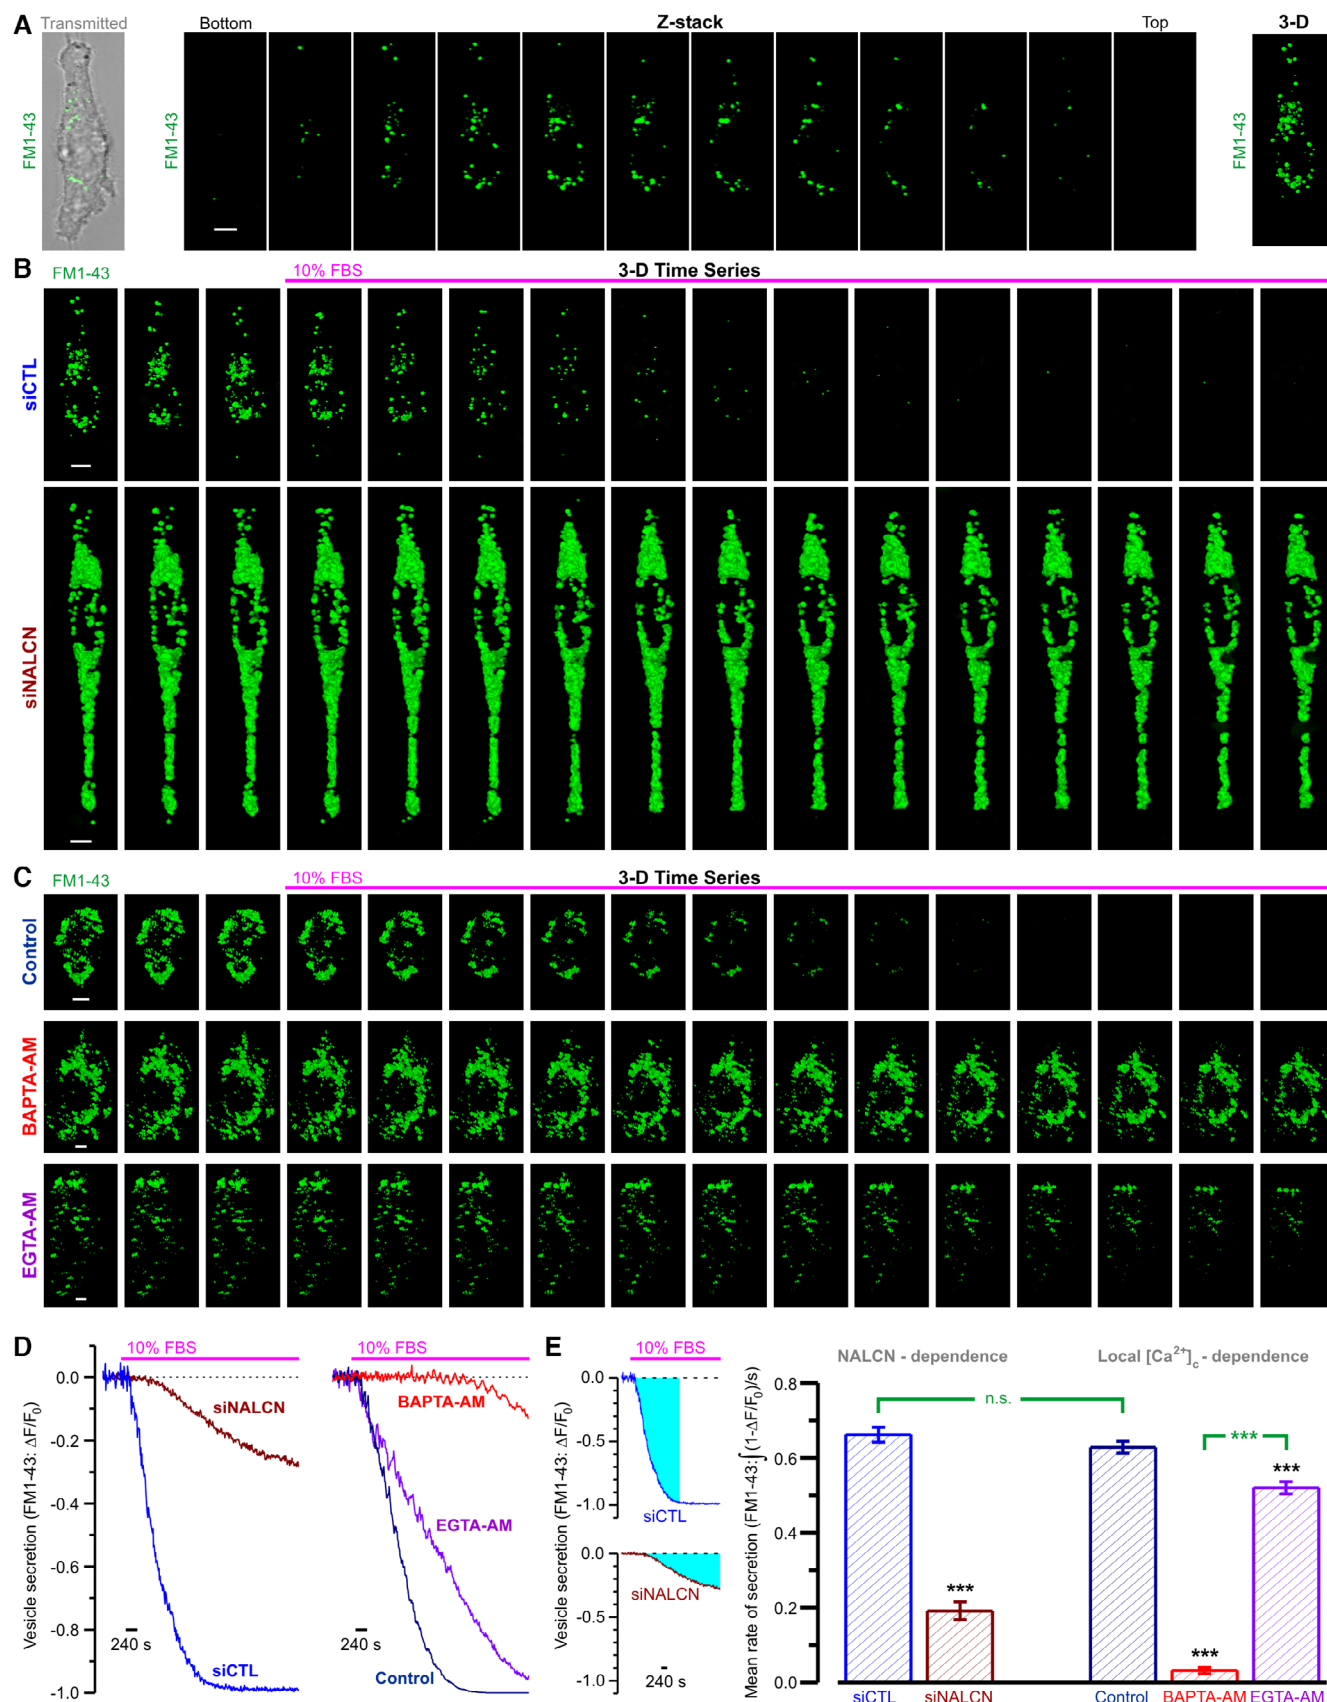 A Transmitted Bottom Z-stack Top 3-D
FM1-43 FM1-43 FM1-43
B FM1-43 10% FBS 3-D Time Series
siCTL
siNALCN
C FM1-43 10% FBS 3-D Time Series
Control
BAPTA-AM
EGTA-AM
D 10% FBS 10% FBS
Vesicle secretion (FM1-43: ΔF/F0)
0.0
-0.2
-0.4
-0.6
-0.8
-1.0
siNALCN
siCTL
240 s
BAPTA-AM
EGTA-AM
Control
240 s
E 10% FBS
Vesicle secretion (FM1-43: ΔF/F0)
0.0
-0.5
-1.0
siCTL
0.0
-0.5
-1.0
siNALCN
240 s
NALCN - dependence Local [Ca2+]c - dependence
Mean rate of secretion (FM1-43:∫(1-ΔF/F0)/s)
0.8
0.6
0.4
0.2
0.0
n.s.
***
***
***
***
siCTL siNALCN Control BAPTA-AM EGTA-AM